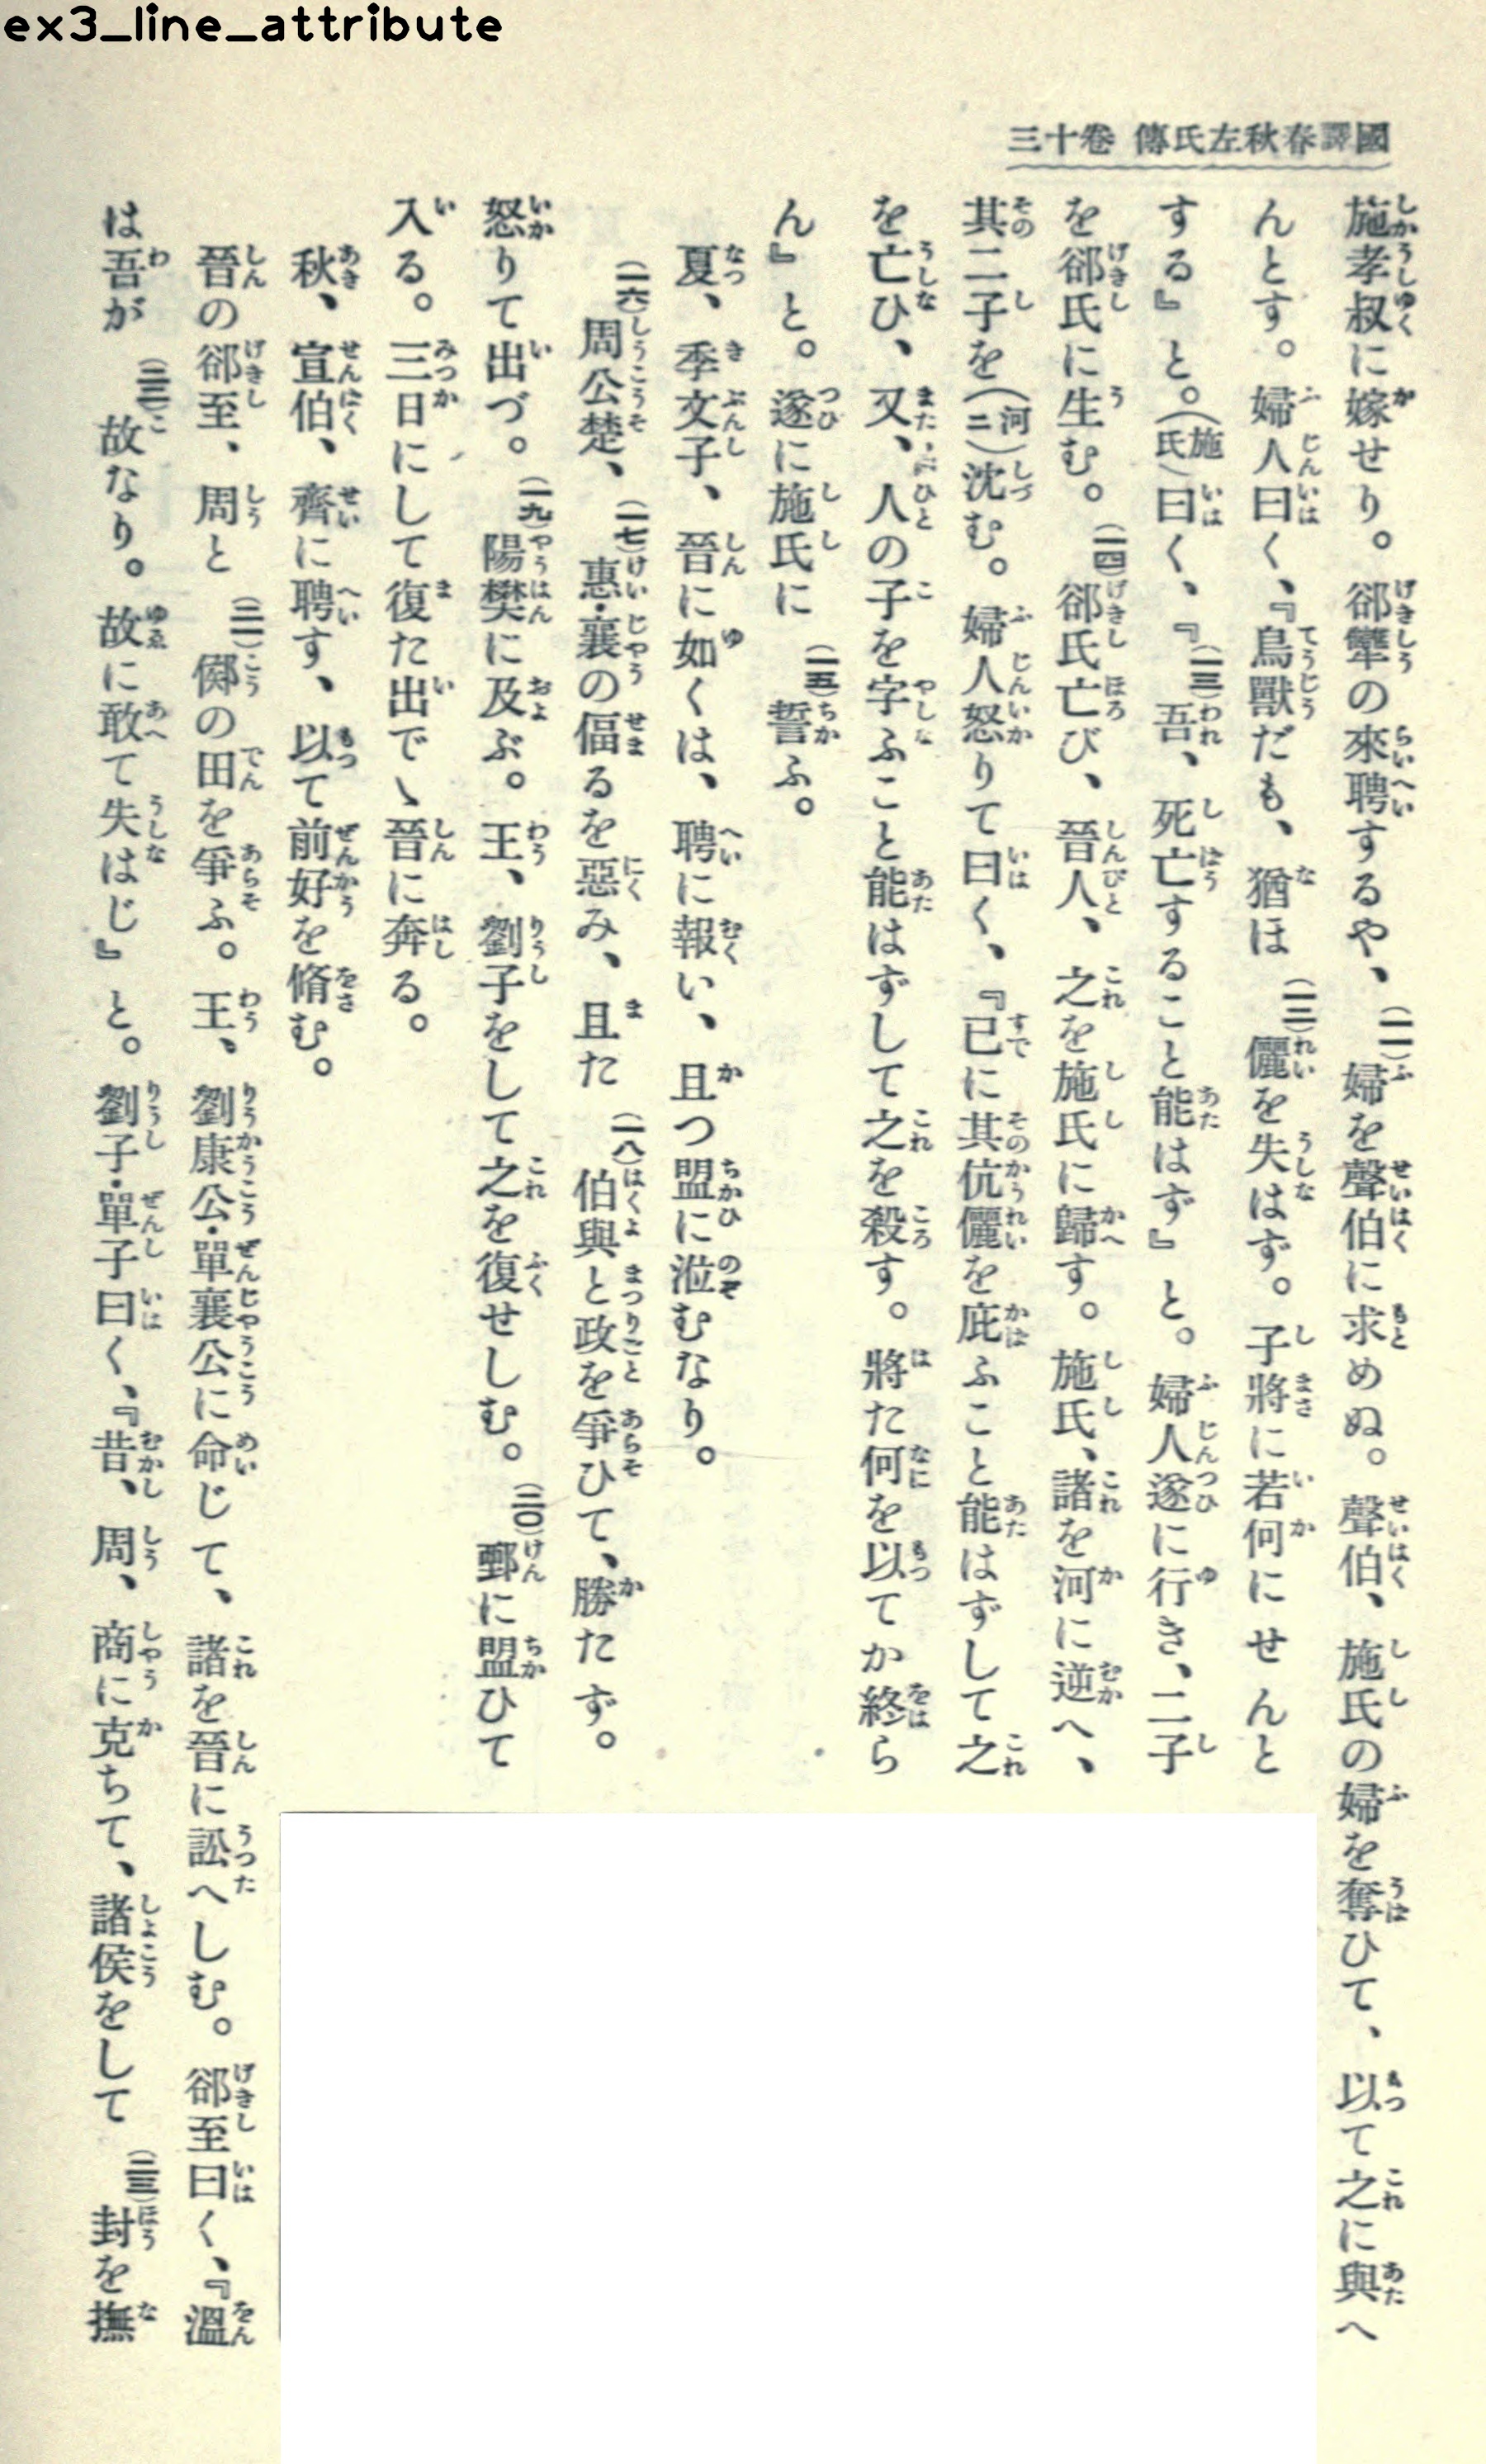 ex3_line_attribute
國譯春秋左氏傳 卷十三
施孝叔に嫁せり。郤犫の來聘するや、(一一)婦を聲伯に求めぬ。聲伯、施氏の婦を奪ひて、以て之に與へ
んとす。婦人曰く、『鳥獸だも、猶ほ(一二)儷を失はず。子將に若何にせんと
する』と。(施氏)曰く、『(一三)吾、死亡すること能はず』と。婦人遂に行き、二子
を郤氏に生む。(一四)郤氏亡び、晉人、之を施氏に歸す。施氏、諸を河に逆へ、
其二子を(河ニ)沈む。婦人怒りて曰く、『已に其伉儷を庇ふこと能はずして之
を亡ひ、又、人の子を字ふこと能はずして之を殺す。將た何を以てか終ら
ん』と。遂に施氏に(一五)誓ふ。
夏、季文子、晉に如くは、聘に報い、且つ盟に涖むなり。
(一六)周公楚、(一七)惠・襄の偪るを惡み、且た(一八)伯與と政を爭ひて、勝たず。
怒りて出づ。(一九)陽樊に及ぶ。王、劉子をして之を復せしむ。(二〇)鄄に盟ひて
入る。三日にして復た出でゝ晉に奔る。
秋、宣伯、齊に聘す、以て前好を脩む。
晉の郤至、周と(二一)鄇の田を爭ふ。王、劉康公・單襄公に命じて、諸を晉に訟へしむ。郤至曰く、『溫
は吾が(二二)故なり。故に敢て失はじ』と。劉子・單子曰く、『昔、周、商に克ちて、諸侯をして(二三)封を撫